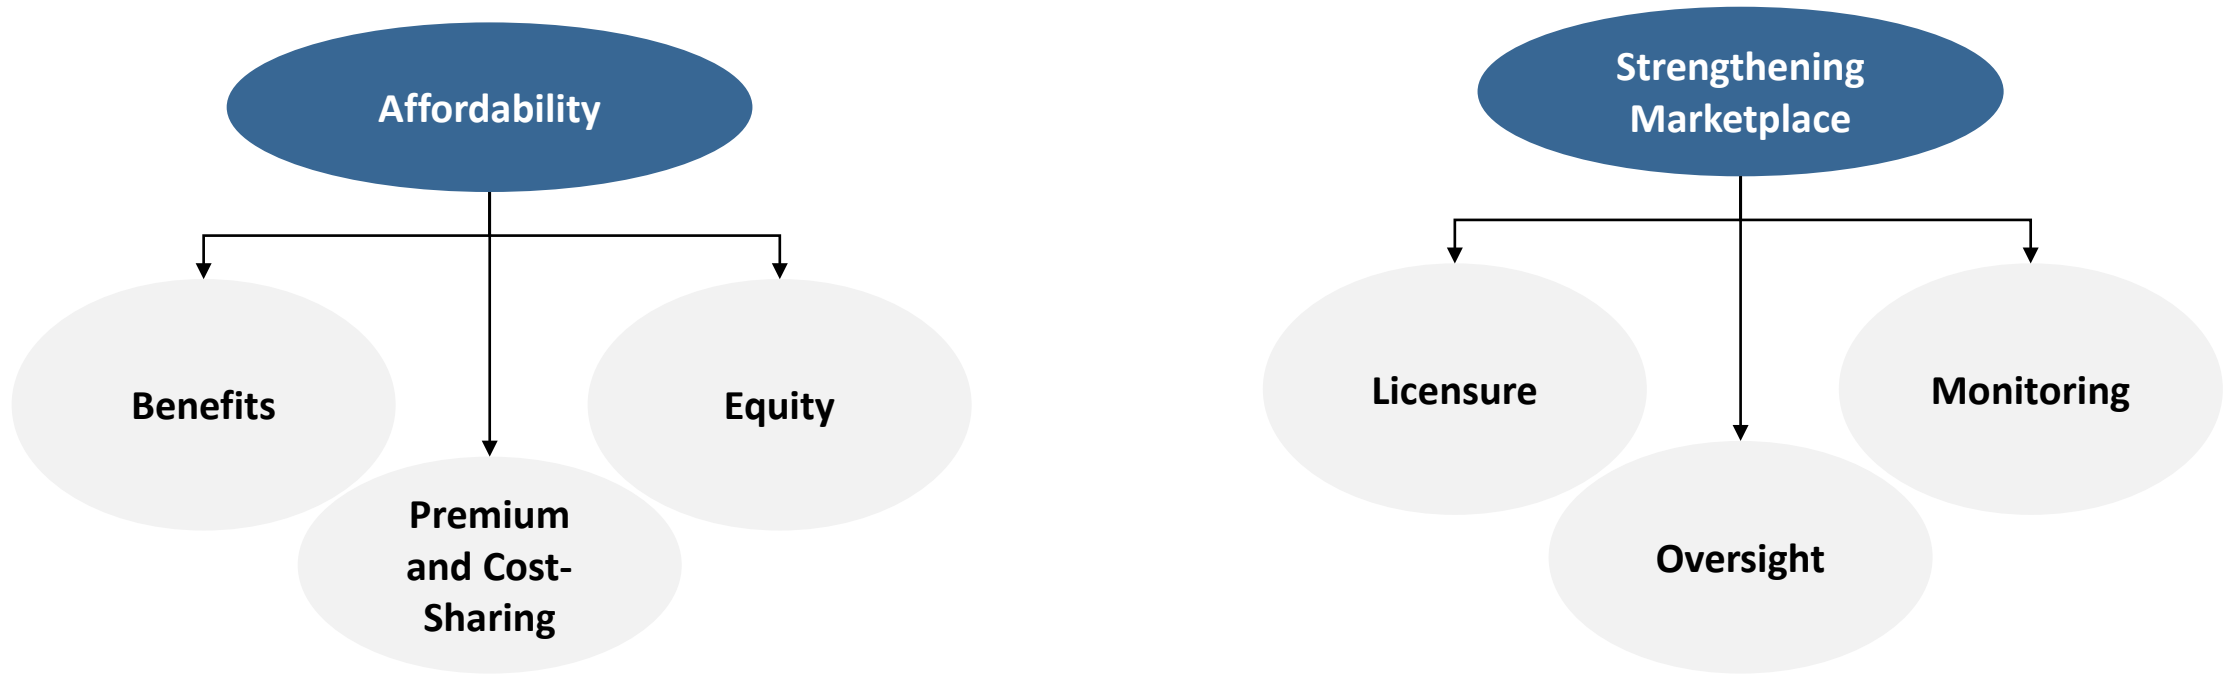 Affordability
Benefits
Equity
Premium
and Cost-
Sharing
Strengthening
Marketplace
Licensure
Monitoring
Oversight